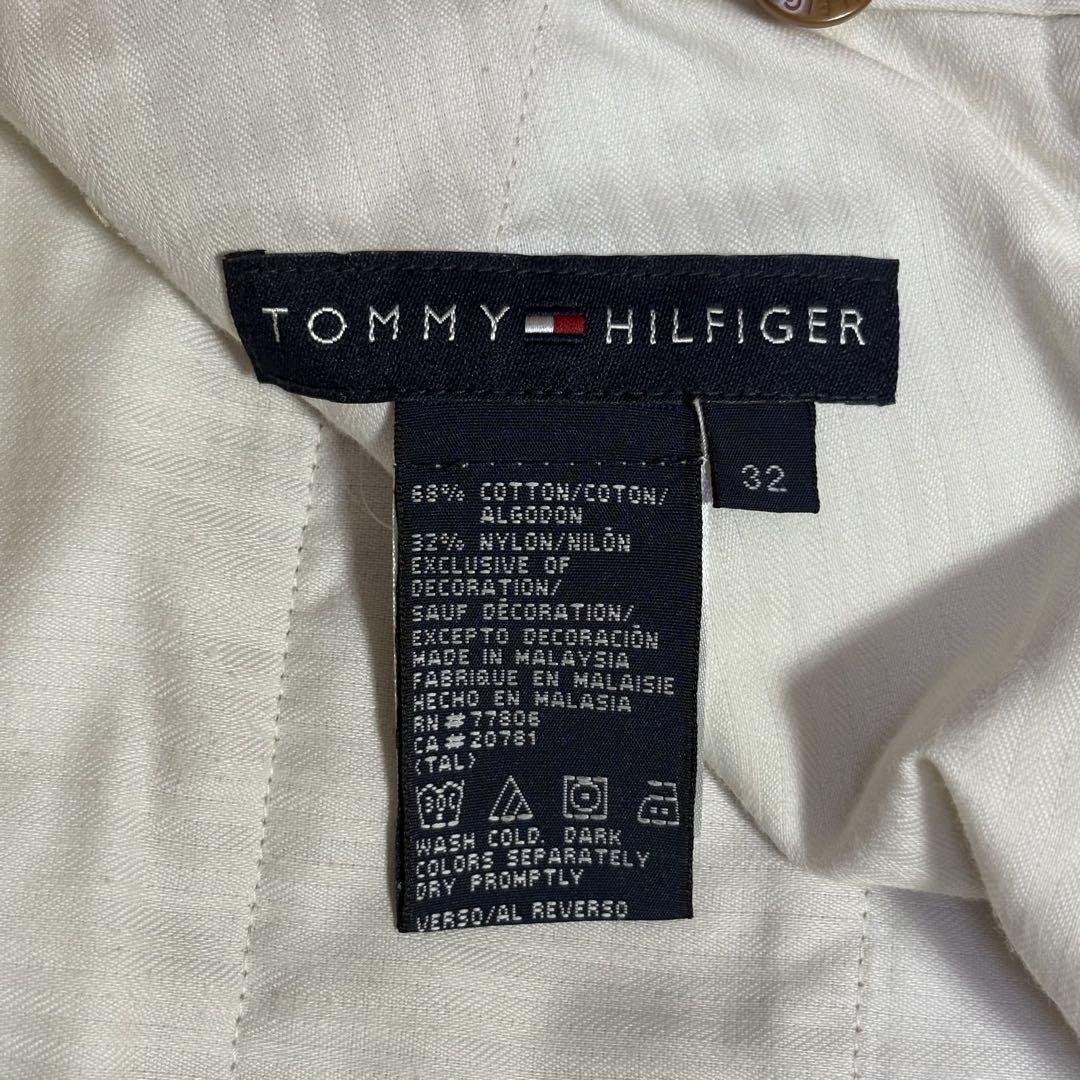 TOMMY HILFIGER
32
68% COTTON/COTON/
ALGODON
32% NYLON/NILÓN
EXCLUSIVE OF
DECORATION/
SAUF DÉCORATION/
EXCEPTO DECORACIÓN
MADE IN MALAYSIA
FABRIQUE EN MALAISIE
HECHO EN MALASIA
RN#77806
CA#20781
(TAL)
30C
WASH COLD. DARK
COLORS SEPARATELY
DRY PROMPTLY
VERSO/AL REVERSO